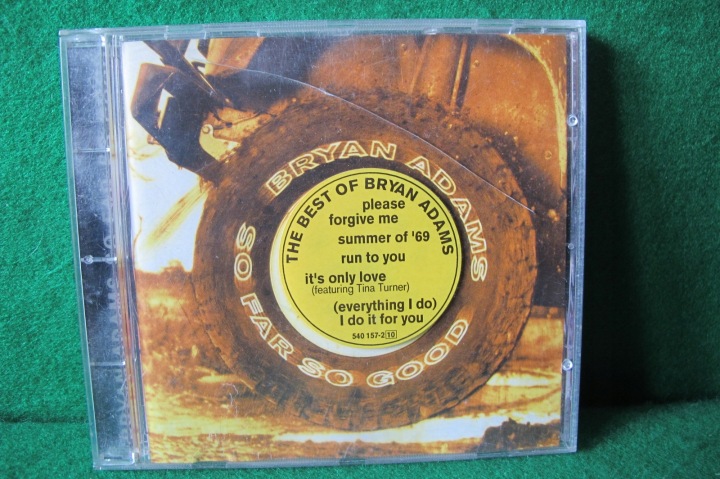 BRYAN ADAMS
SO FAR SO GOOD
THE BEST OF BRYAN ADAMS
please
forgive me
summer of '69
run to you
it's only love
(featuring Tina Turner)
(everything I do)
I do it for you
540 157-2 10